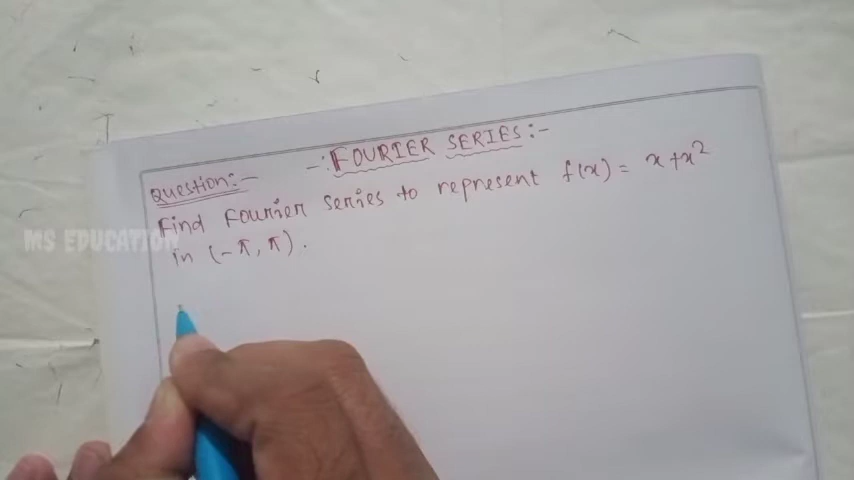 -:FOURIER SERIES:-
Question:-
Find Fourier series to represent f(x) = x+x²
in (-π, π).
MS EDUCATION